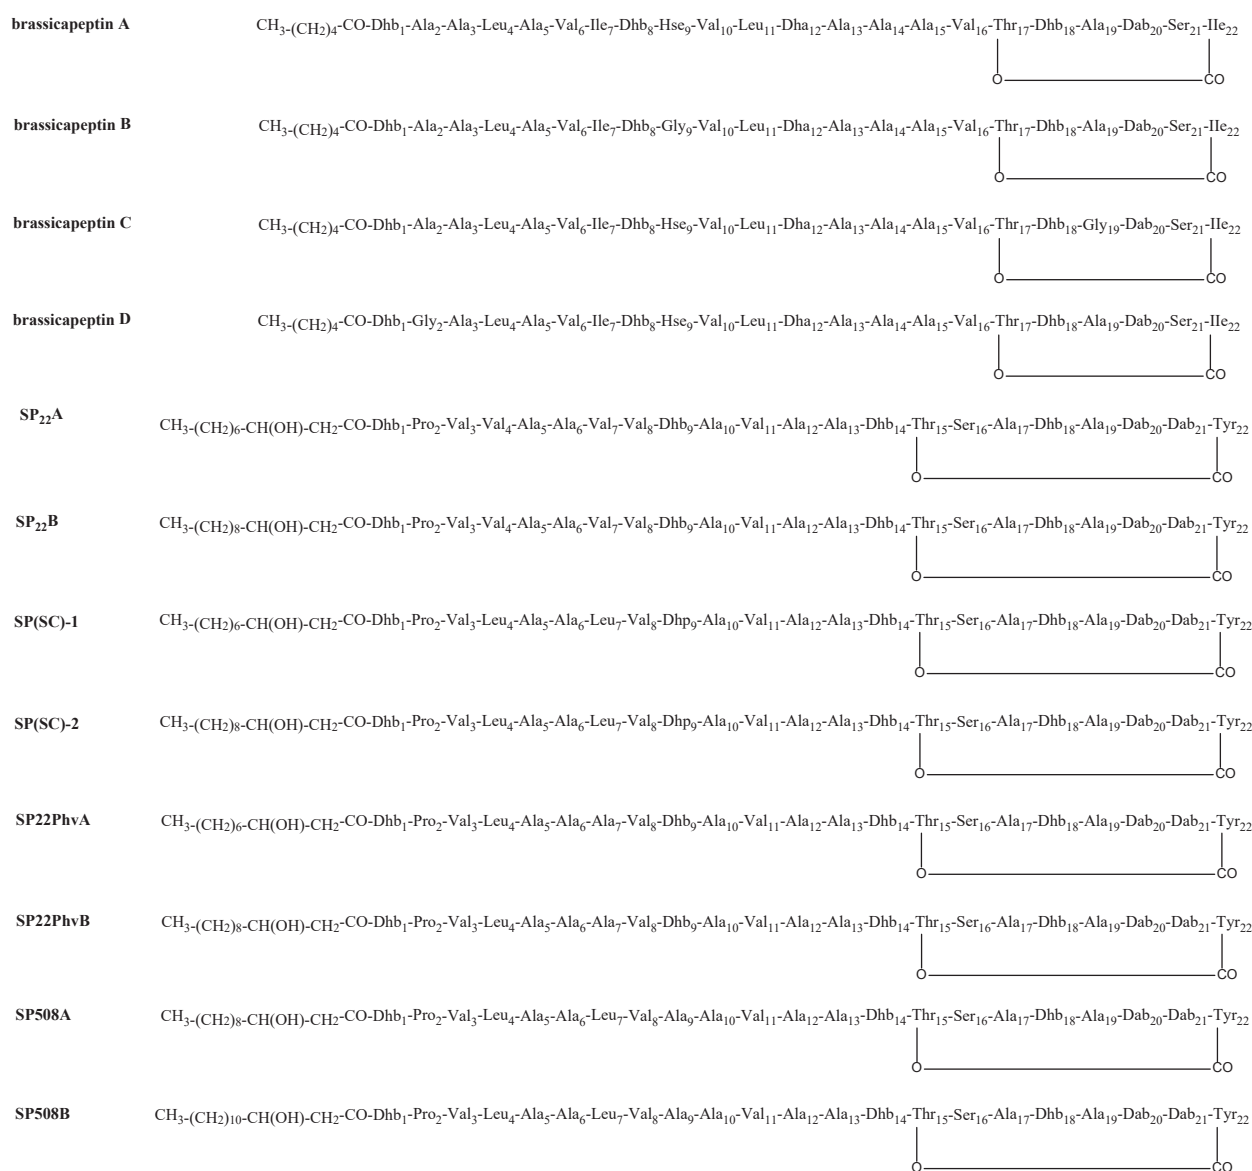 brassicapeptin A CH3-(CH2)4-CO-Dhb1-Ala2-Ala3-Leu4-Ala5-Val6-Ile7-Dhb8-Hse9-Val10-Leu11-Dha12-Ala13-Ala14-Ala15-Val16-Thr17-Dhb18-Ala19-Dab20-Ser21-IIe22
O CO
brassicapeptin B CH3-(CH2)4-CO-Dhb1-Ala2-Ala3-Leu4-Ala5-Val6-Ile7-Dhb8-Gly9-Val10-Leu11-Dha12-Ala13-Ala14-Ala15-Val16-Thr17-Dhb18-Ala19-Dab20-Ser21-IIe22
O CO
brassicapeptin C CH3-(CH2)4-CO-Dhb1-Ala2-Ala3-Leu4-Ala5-Val6-Ile7-Dhb8-Hse9-Val10-Leu11-Dha12-Ala13-Ala14-Ala15-Val16-Thr17-Dhb18-Gly19-Dab20-Ser21-IIe22
O CO
brassicapeptin D CH3-(CH2)4-CO-Dhb1-Gly2-Ala3-Leu4-Ala5-Val6-Ile7-Dhb8-Hse9-Val10-Leu11-Dha12-Ala13-Ala14-Ala15-Val16-Thr17-Dhb18-Ala19-Dab20-Ser21-IIe22
O CO
SP22A CH3-(CH2)6-CH(OH)-CH2-CO-Dhb1-Pro2-Val3-Val4-Ala5-Ala6-Val7-Val8-Dhb9-Ala10-Val11-Ala12-Ala13-Dhb14-Thr15-Ser16-Ala17-Dhb18-Ala19-Dab20-Dab21-Tyr22
O CO
SP22B CH3-(CH2)8-CH(OH)-CH2-CO-Dhb1-Pro2-Val3-Val4-Ala5-Ala6-Val7-Val8-Dhb9-Ala10-Val11-Ala12-Ala13-Dhb14-Thr15-Ser16-Ala17-Dhb18-Ala19-Dab20-Dab21-Tyr22
O CO
SP(SC)-1 CH3-(CH2)6-CH(OH)-CH2-CO-Dhb1-Pro2-Val3-Leu4-Ala5-Ala6-Leu7-Val8-Dhp9-Ala10-Val11-Ala12-Ala13-Dhb14-Thr15-Ser16-Ala17-Dhb18-Ala19-Dab20-Dab21-Tyr22
O CO
SP(SC)-2 CH3-(CH2)8-CH(OH)-CH2-CO-Dhb1-Pro2-Val3-Leu4-Ala5-Ala6-Leu7-Val8-Dhp9-Ala10-Val11-Ala12-Ala13-Dhb14-Thr15-Ser16-Ala17-Dhb18-Ala19-Dab20-Dab21-Tyr22
O CO
SP22PhvA CH3-(CH2)6-CH(OH)-CH2-CO-Dhb1-Pro2-Val3-Leu4-Ala5-Ala6-Ala7-Val8-Dhb9-Ala10-Val11-Ala12-Ala13-Dhb14-Thr15-Ser16-Ala17-Dhb18-Ala19-Dab20-Dab21-Tyr22
O CO
SP22PhvB CH3-(CH2)8-CH(OH)-CH2-CO-Dhb1-Pro2-Val3-Leu4-Ala5-Ala6-Ala7-Val8-Dhb9-Ala10-Val11-Ala12-Ala13-Dhb14-Thr15-Ser16-Ala17-Dhb18-Ala19-Dab20-Dab21-Tyr22
O CO
SP508A CH3-(CH2)8-CH(OH)-CH2-CO-Dhb1-Pro2-Val3-Leu4-Ala5-Ala6-Leu7-Val8-Ala9-Ala10-Val11-Ala12-Ala13-Dhb14-Thr15-Ser16-Ala17-Dhb18-Ala19-Dab20-Dab21-Tyr22
O CO
SP508B CH3-(CH2)10-CH(OH)-CH2-CO-Dhb1-Pro2-Val3-Leu4-Ala5-Ala6-Leu7-Val8-Ala9-Ala10-Val11-Ala12-Ala13-Dhb14-Thr15-Ser16-Ala17-Dhb18-Ala19-Dab20-Dab21-Tyr22
O CO